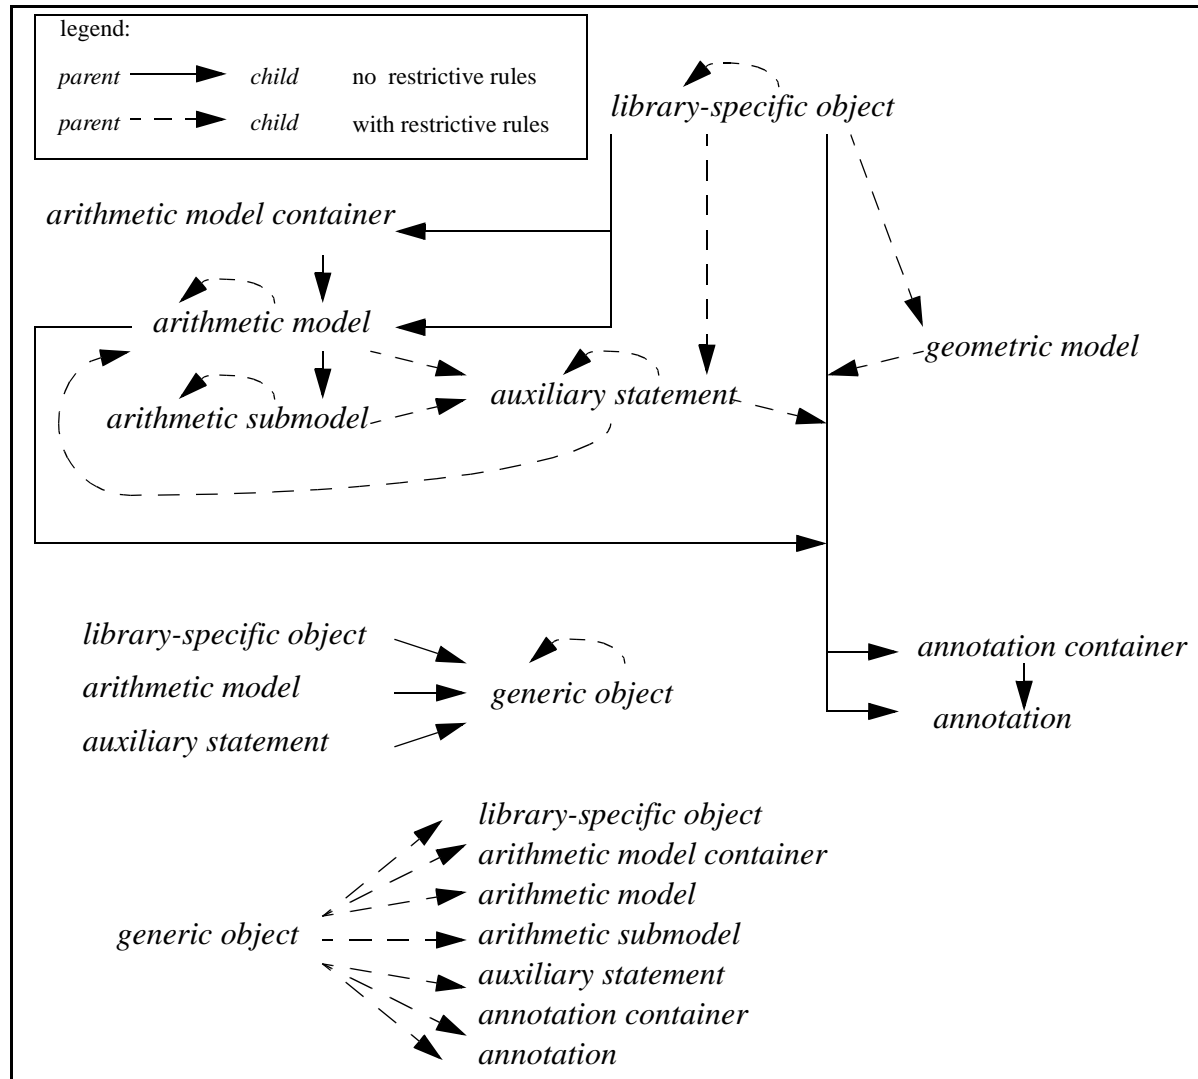 legend:
parent child no restrictive rules
parent child with restrictive rules
library-specific object
arithmetic model container
arithmetic model
geometric model
auxiliary statement
arithmetic submodel
library-specific object
arithmetic model
auxiliary statement
generic object
annotation container
annotation
generic object
library-specific object
arithmetic model container
arithmetic model
arithmetic submodel
auxiliary statement
annotation container
annotation